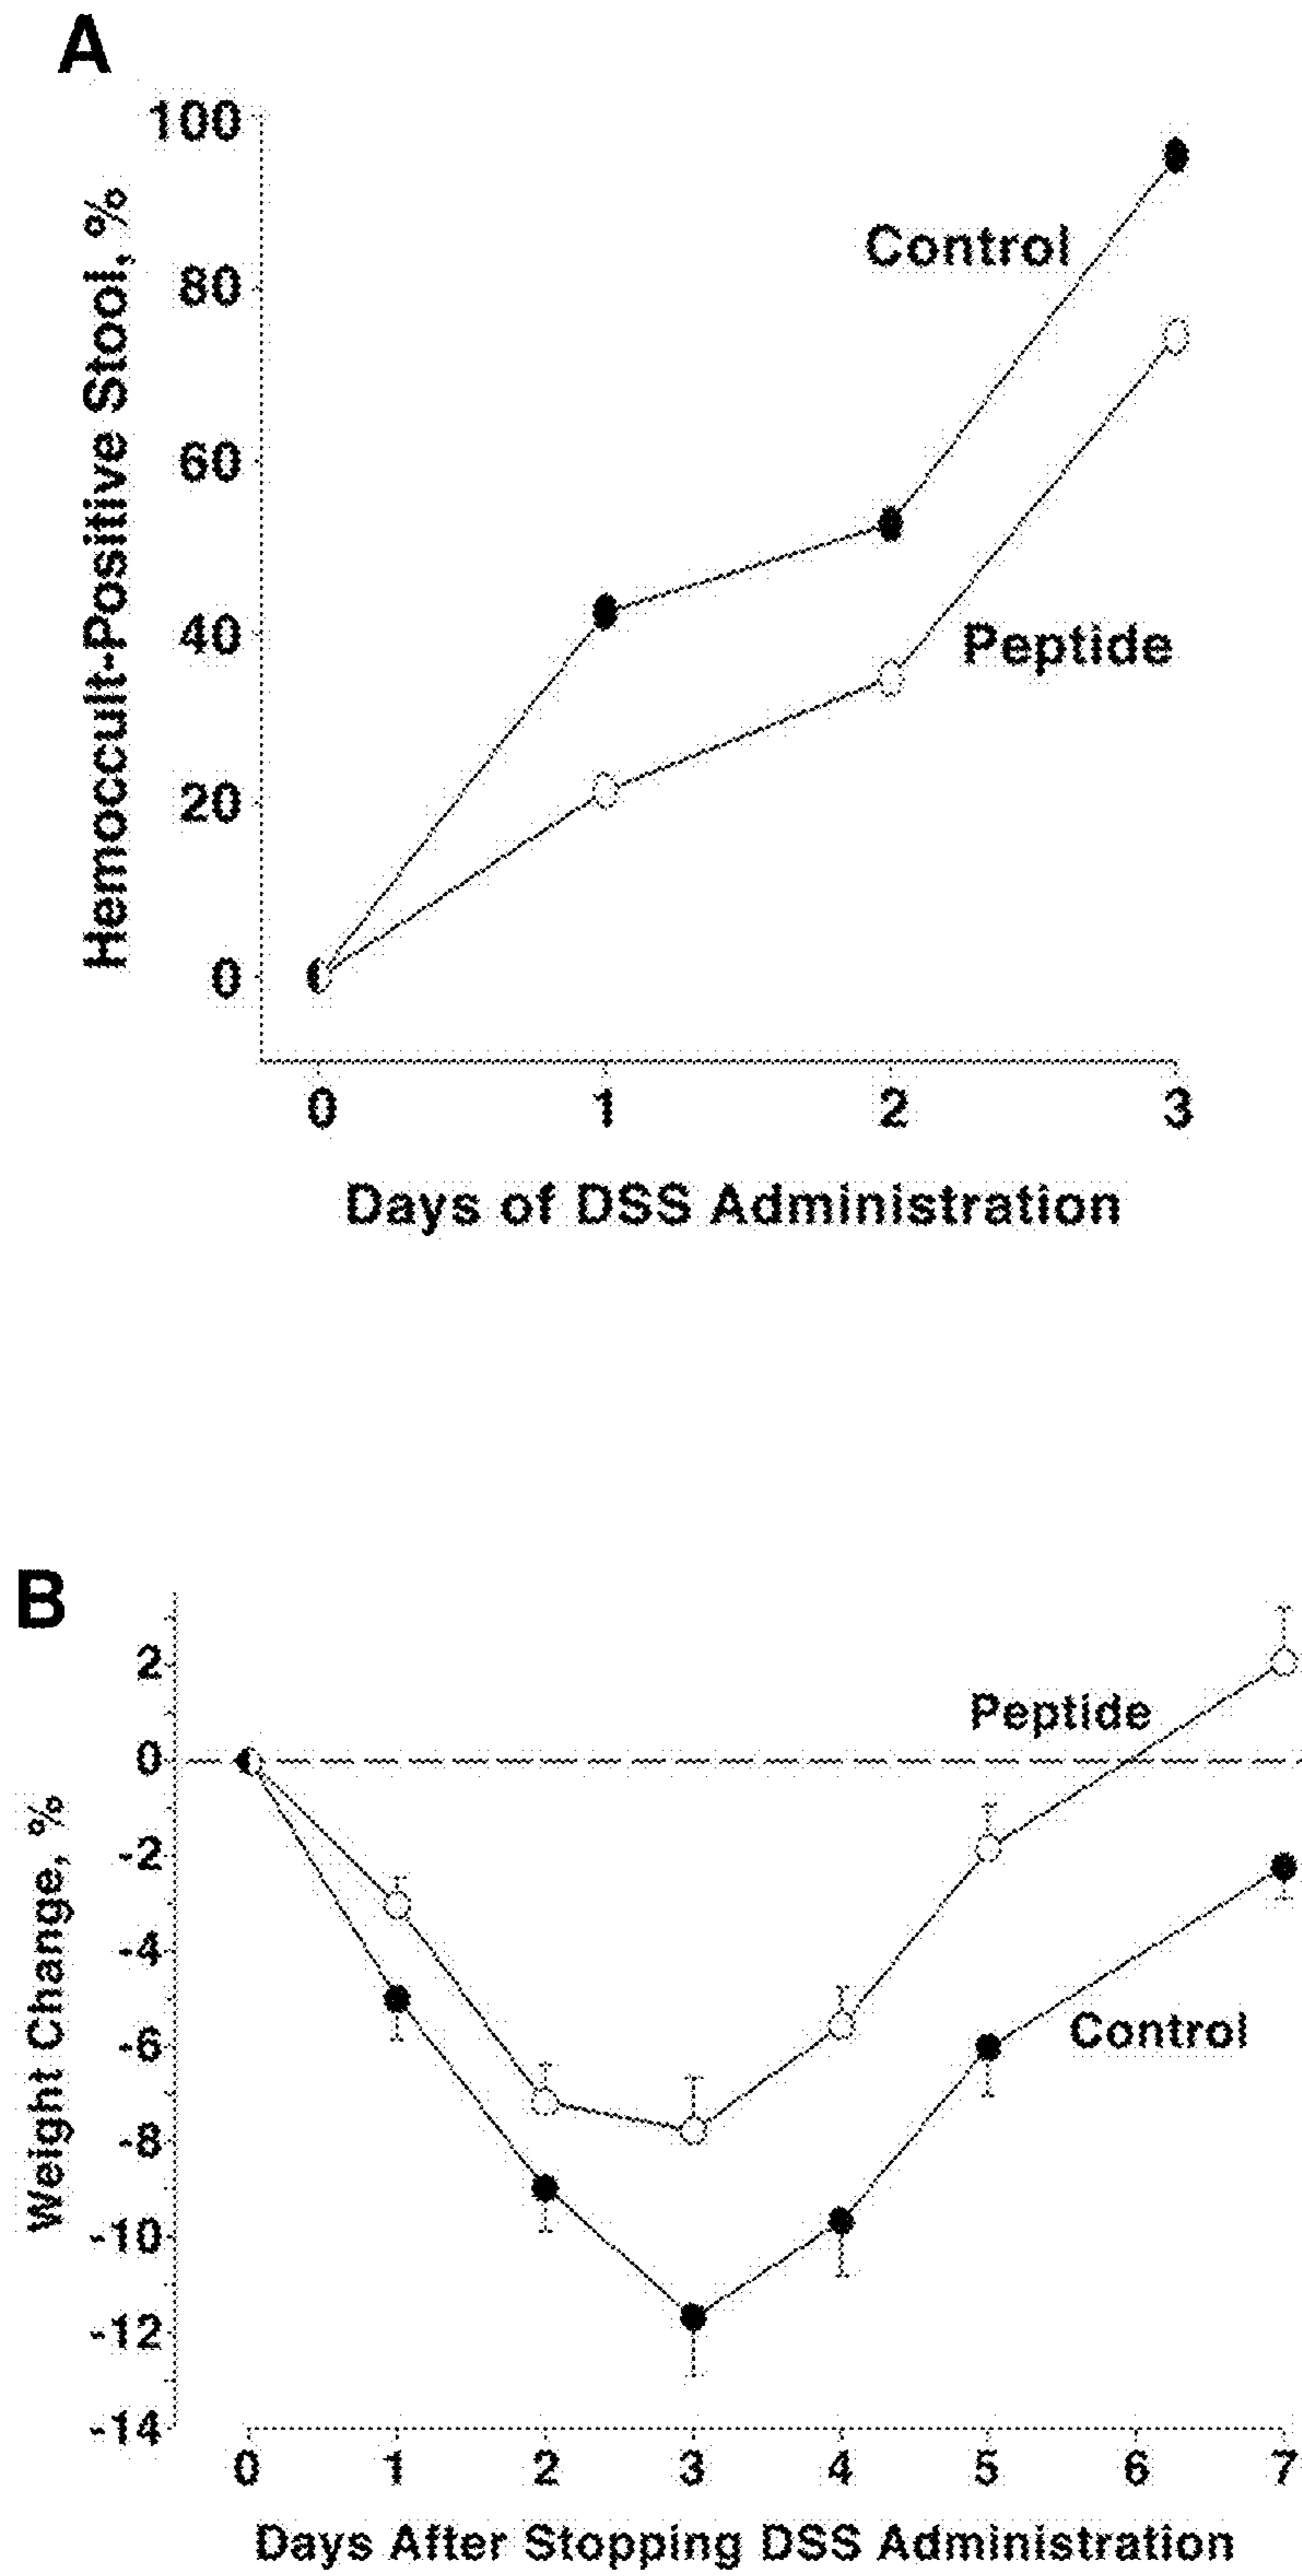 A
Hemoccult-Positive Stool, %
100
80
60
40
20
0
Control
Peptide
0 1 2 3
Days of DSS Administration
B
Weight Change, %
2
0
-2
-4
-6
-8
-10
-12
-14
Peptide
Control
0 1 2 3 4 5 6 7
Days After Stopping DSS Administration